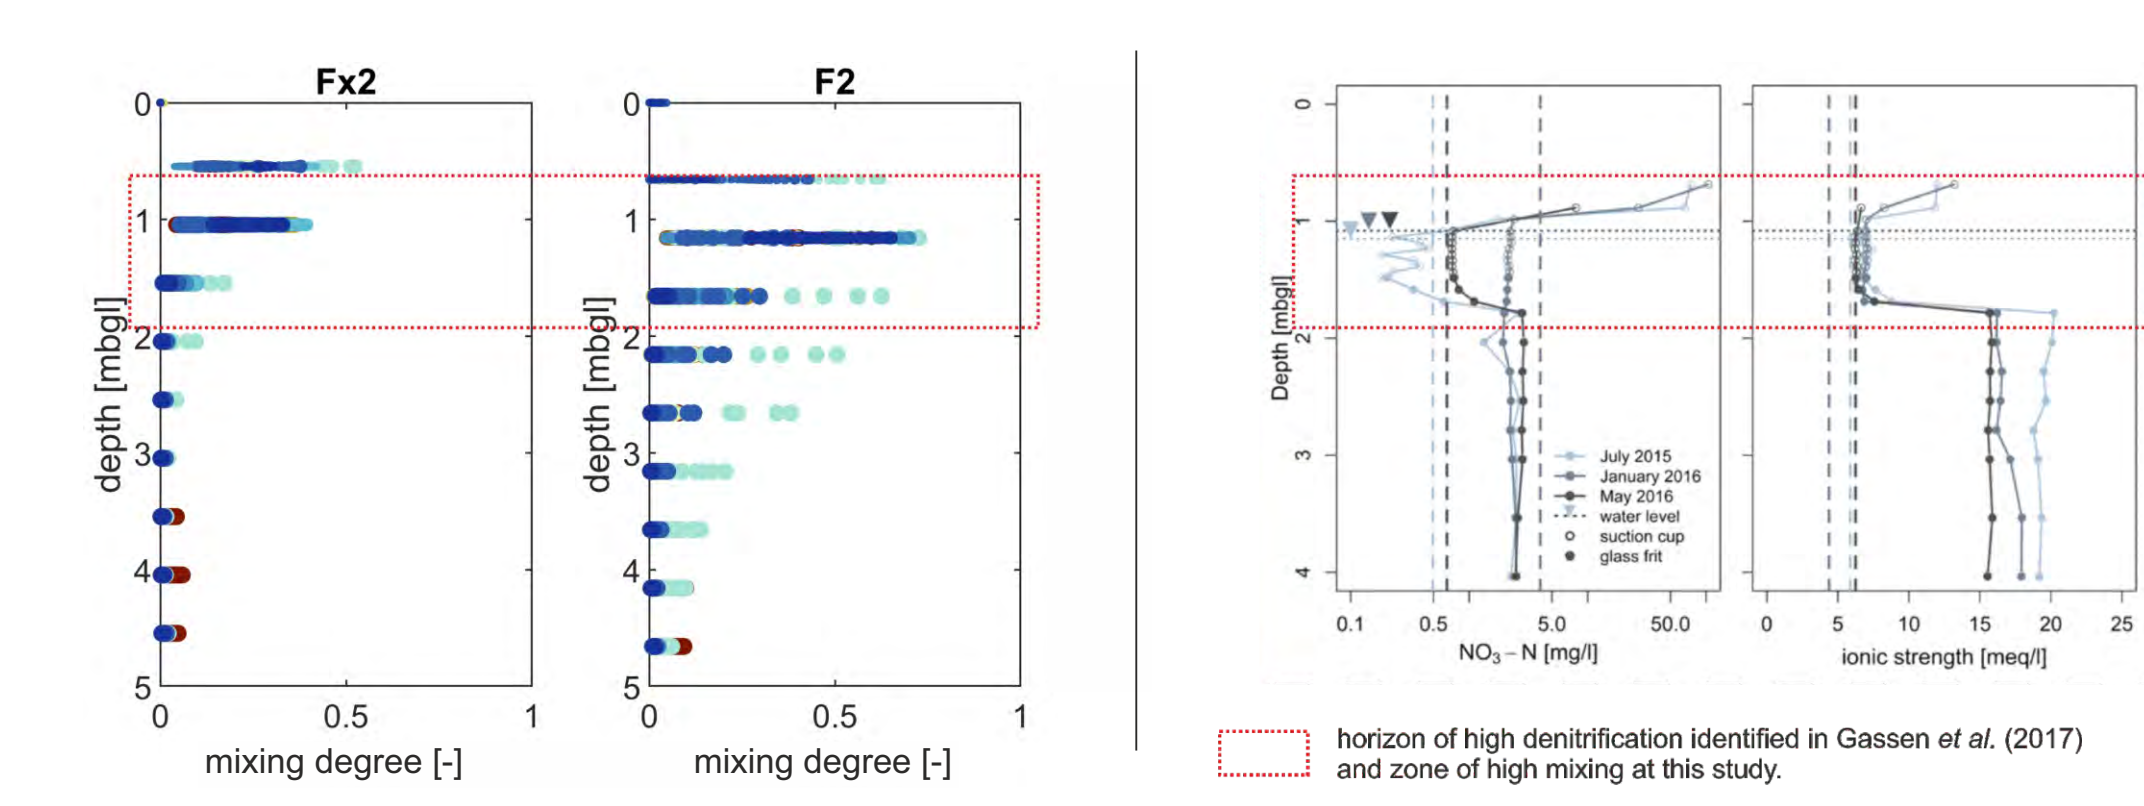 Fx2
F2
0
1
2
3
4
5
depth [mbgl]
0 0.5 1
mixing degree [-]
0
1
2
3
4
5
depth [mbgl]
0 0.5 1
mixing degree [-]
0
1
2
3
4
Depth [mbgl]
July 2015
January 2016
May 2016
water level
suction cup
glass frit
0.1 0.5 5.0 50.0
NO₃ – N [mg/l]
0 5 10 15 20 25
ionic strength [meq/l]
horizon of high denitrification identified in Gassen et al. (2017)
and zone of high mixing at this study.